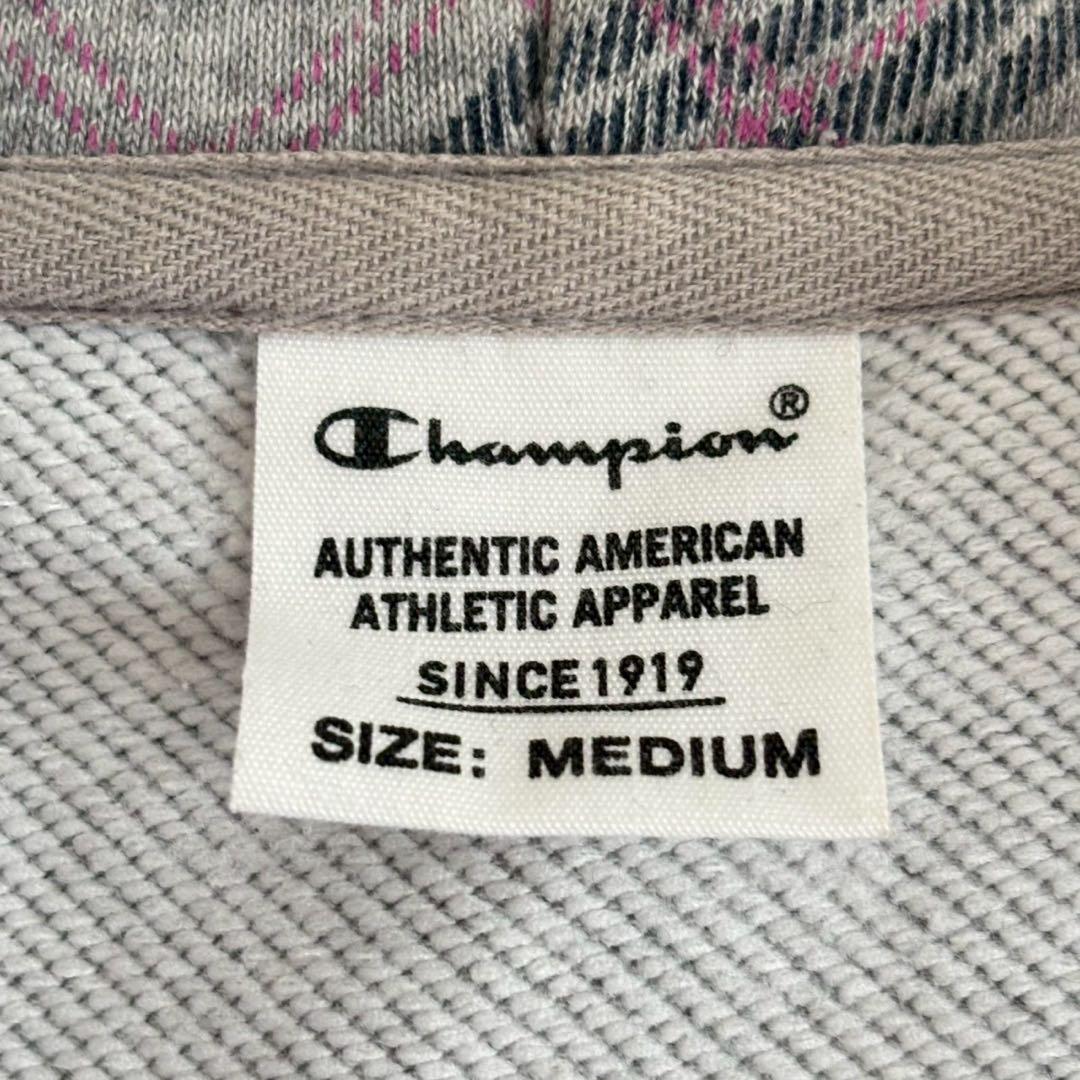 Champion®
AUTHENTIC AMERICAN
ATHLETIC APPAREL
SINCE 1919
SIZE: MEDIUM